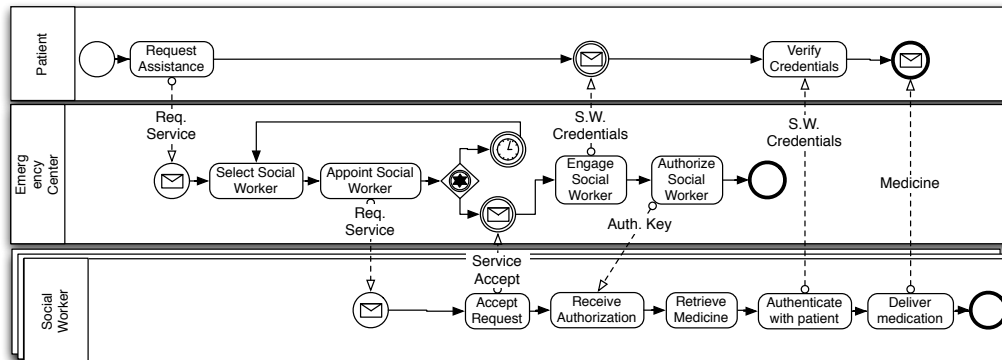 Patient
Request
Assistance
Verify
Credentials
Req.
Service
S.W.
Credentials
S.W.
Credentials
Medicine
Emerg
ency
Center
Select Social
Worker
Appoint Social
Worker
Engage
Social
Worker
Authorize
Social
Worker
Req.
Service
Service
Accept
Auth. Key
Social
Worker
Accept
Request
Receive
Authorization
Retrieve
Medicine
Authenticate
with patient
Deliver
medication